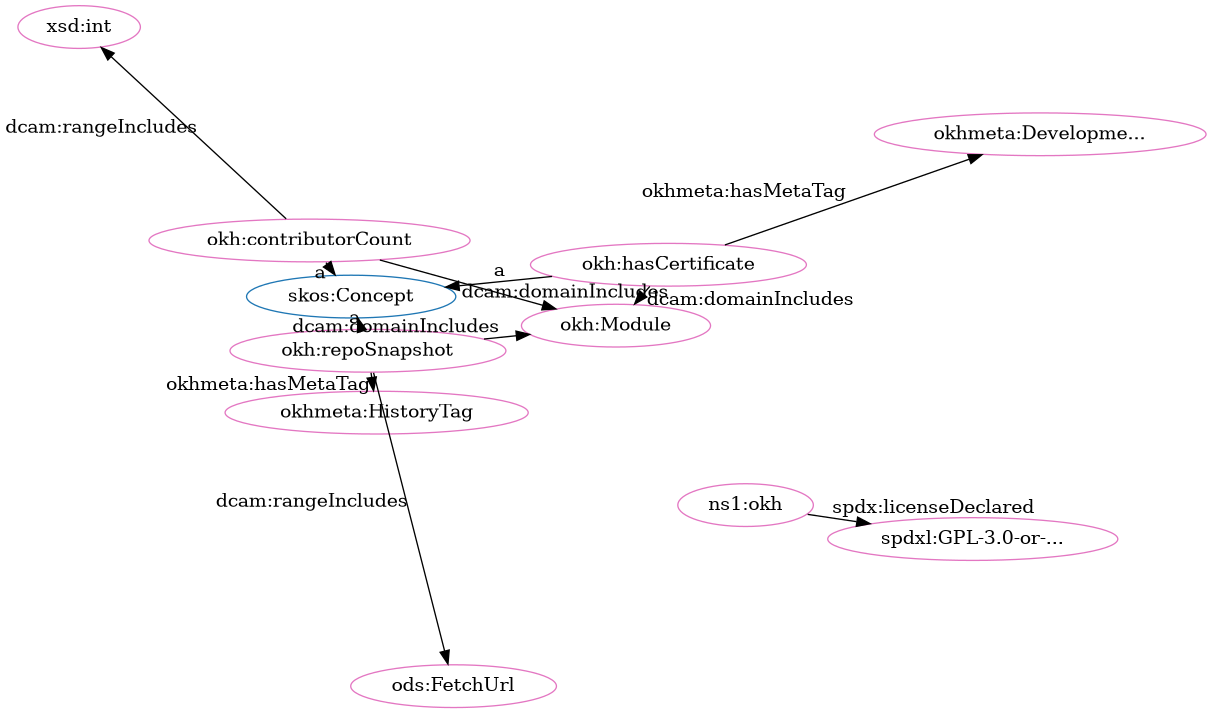 xsd:int
dcam:rangeIncludes
okhmeta:Developme...
okhmeta:hasMetaTag
okh:contributorCount
okh:hasCertificate
a
a
skos:Concept
dcam:domainIncludes
dcam:domainIncludes
a
dcam:domainIncludes
okh:Module
okh:repoSnapshot
okhmeta:hasMetaTag
okhmeta:HistoryTag
dcam:rangeIncludes
ns1:okh
spdx:licenseDeclared
spdxl:GPL-3.0-or-...
ods:FetchUrl